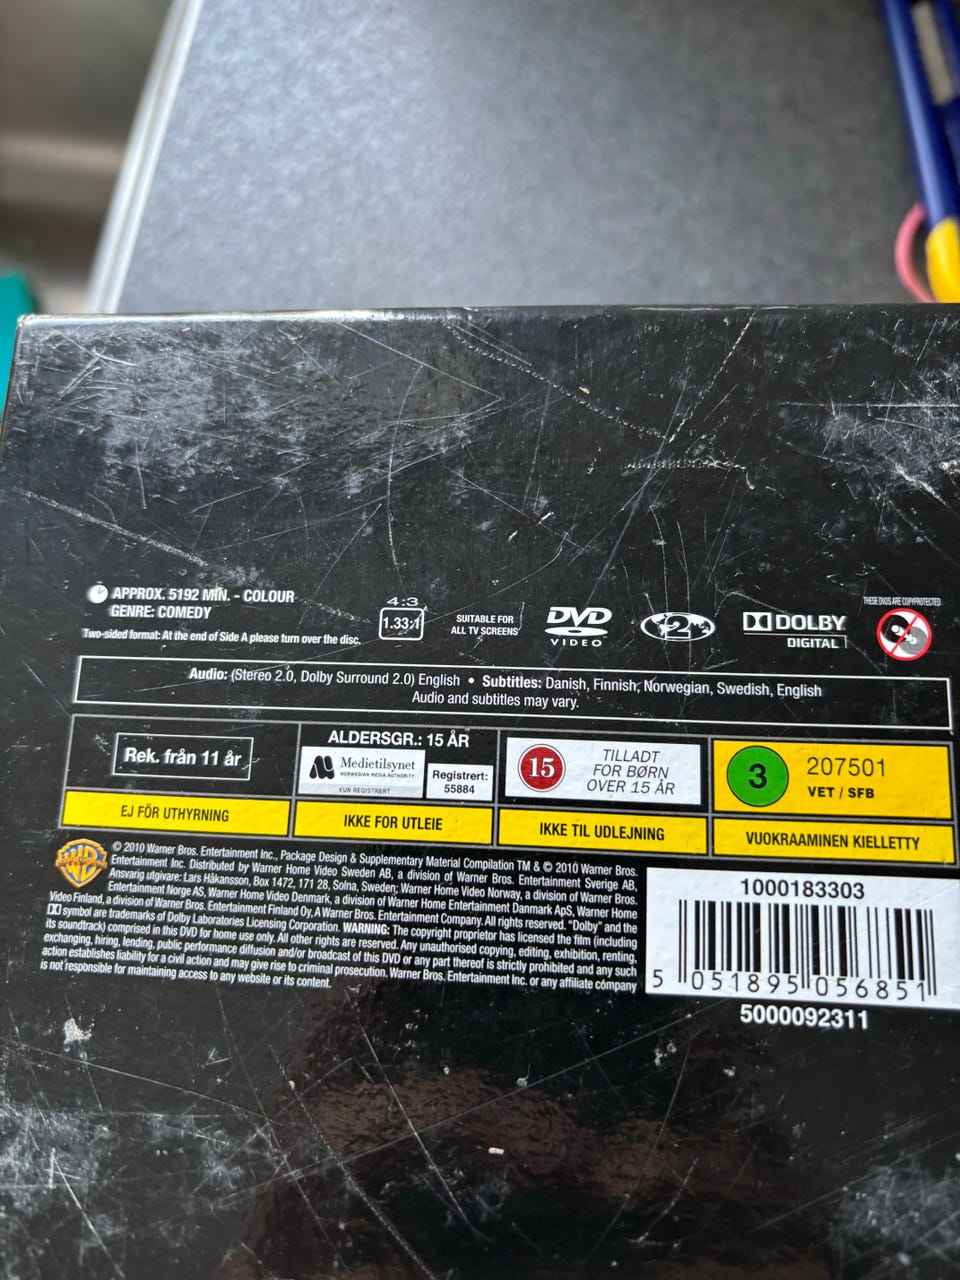 APPROX. 5192 MIN. - COLOUR
GENRE: COMEDY
Two-sided format: At the end of Side A please turn over the disc.
4:3
1.33:1
SUITABLE FOR
ALL TV SCREENS
DVD
VIDEO
2
DOLBY
DIGITAL
THESE DVDS ARE COPYPROTECTED
Audio: (Stereo 2.0, Dolby Surround 2.0) English • Subtitles: Danish, Finnish, Norwegian, Swedish, English
Audio and subtitles may vary.
Rek. från 11 år
EJ FÖR UTHYRNING
ALDERSGR.: 15 ÅR
Medietilsynet
NORWEGIAN MEDIA AUTHORITY
KUN REGISTRERT
Registrert:
55884
IKKE FOR UTLEIE
15
TILLADT
FOR BØRN
OVER 15 ÅR
IKKE TIL UDLEJNING
3
207501
VET / SFB
VUOKRAAMINEN KIELLETTY
© 2010 Warner Bros. Entertainment Inc., Package Design & Supplementary Material Compilation TM & © 2010 Warner Bros.
Entertainment Inc. Distributed by Warner Home Video Sweden AB, a division of Warner Bros. Entertainment Sverige AB,
Ansvarig utgivare: Lars Håkansson, Box 1472, 171 28, Solna, Sweden; Warner Home Video Norway, a division of Warner Bros.
Entertainment Norge AS, Warner Home Video Denmark, a division of Warner Home Entertainment Danmark ApS, Warner Home
Video Finland, a division of Warner Bros. Entertainment Finland Oy, A Warner Bros. Entertainment Company. All rights reserved. "Dolby" and the
DD symbol are trademarks of Dolby Laboratories Licensing Corporation. WARNING: The copyright proprietor has licensed the film (including
its soundtrack) comprised in this DVD for home use only. All other rights are reserved. Any unauthorised copying, editing, exhibition, renting,
exchanging, hiring, lending, public performance diffusion and/or broadcast of this DVD or any part thereof is strictly prohibited and any such
action establishes liability for a civil action and may give rise to criminal prosecution. Warner Bros. Entertainment Inc. or any affiliate company
is not responsible for maintaining access to any website or its content.
1000183303
5 051895 056851
5000092311